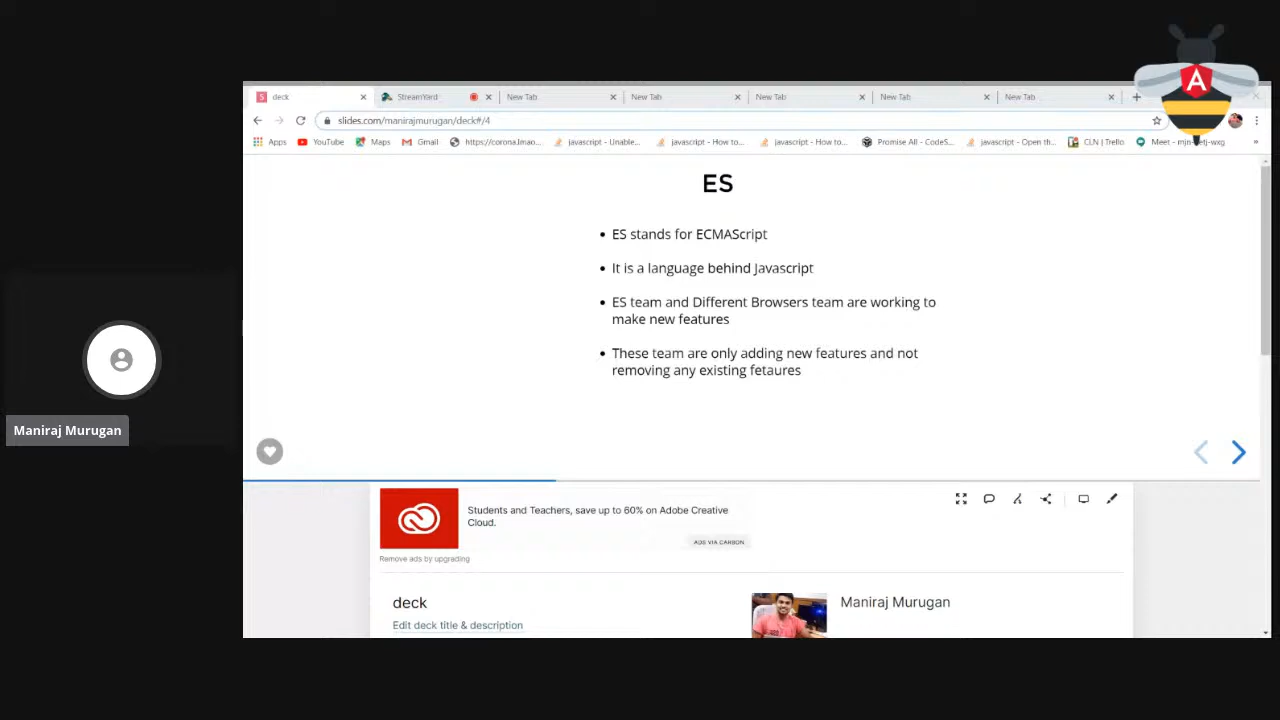 deck
StreamYard
New Tab
New Tab
New Tab
New Tab
New Tab
slides.com/manirajmurugan/deck#/4
Apps
YouTube
Maps
Gmail
https://corona.lmao...
javascript - Unable...
javascript - How to...
javascript - How to...
Promise All - CodeS...
javascript - Open th...
CLN | Trello
Meet -
»
A
ES
• ES stands for ECMAScript
• It is a language behind Javascript
• ES team and Different Browsers team are working to
make new features
• These team are only adding new features and not
removing any existing fetaures
Maniraj Murugan
Students and Teachers, save up to 60% on Adobe Creative
Cloud.
ADS VIA CARBON
Remove ads by upgrading
deck
Edit deck title & description
Maniraj Murugan